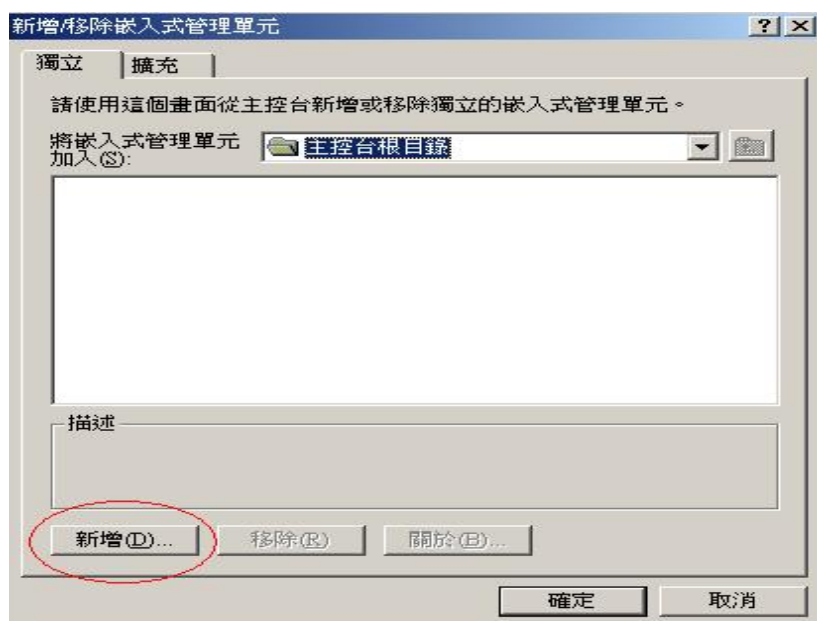 新增/移除嵌入式管理單元
獨立
擴充
請使用這個畫面從主控台新增或移除獨立的嵌入式管理單元。
將嵌入式管理單元
加入(S):
主控台根目錄
描述
新增(D)...
移除(R)
關於(B)...
確定
取消